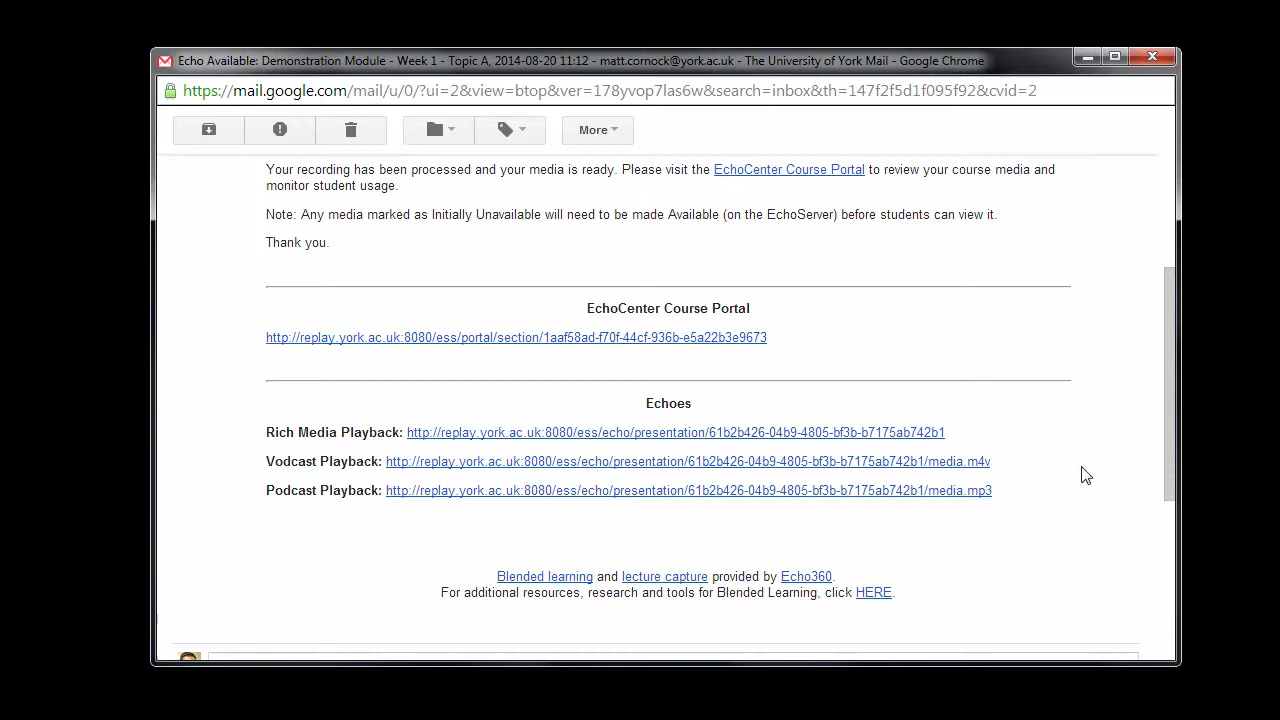 Echo Available: Demonstration Module - Week 1 - Topic A, 2014-08-20 11:12 - matt.cornock@york.ac.uk - The University of York Mail - Google Chrome
https://mail.google.com/mail/u/0/?ui=2&view=btop&ver=178yvop7las6w&search=inbox&th=147f2f5d1f095f92&cvid=2
More
Your recording has been processed and your media is ready. Please visit the EchoCenter Course Portal to review your course media and
monitor student usage.
Note: Any media marked as Initially Unavailable will need to be made Available (on the EchoServer) before students can view it.
Thank you.
EchoCenter Course Portal
http://replay.york.ac.uk:8080/ess/portal/section/1aaf58ad-f70f-44cf-936b-e5a22b3e9673
Echoes
Rich Media Playback: http://replay.york.ac.uk:8080/ess/echo/presentation/61b2b426-04b9-4805-bf3b-b7175ab742b1
Vodcast Playback: http://replay.york.ac.uk:8080/ess/echo/presentation/61b2b426-04b9-4805-bf3b-b7175ab742b1/media.m4v
Podcast Playback: http://replay.york.ac.uk:8080/ess/echo/presentation/61b2b426-04b9-4805-bf3b-b7175ab742b1/media.mp3
Blended learning and lecture capture provided by Echo360.
For additional resources, research and tools for Blended Learning, click HERE.